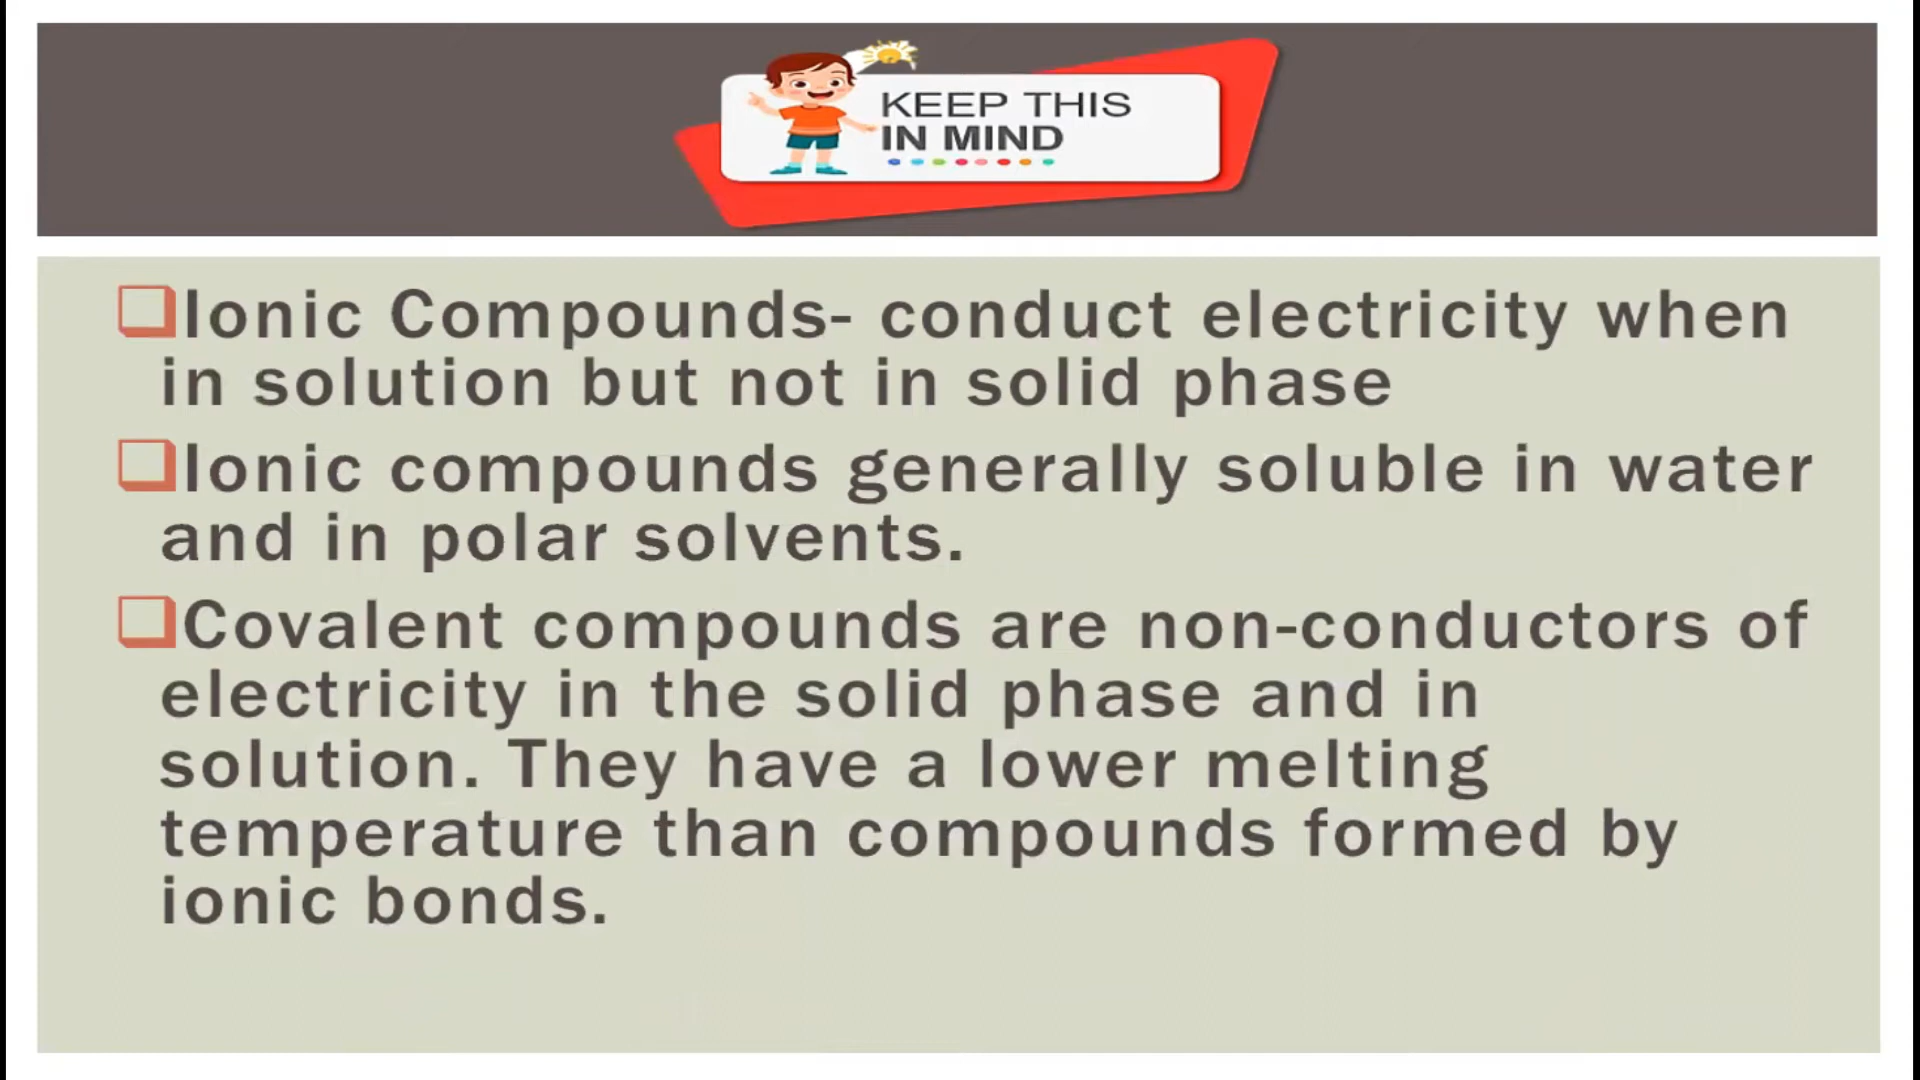 KEEP THIS
IN MIND
Ionic Compounds- conduct electricity when
in solution but not in solid phase
Ionic compounds generally soluble in water
and in polar solvents.
Covalent compounds are non-conductors of
electricity in the solid phase and in
solution. They have a lower melting
temperature than compounds formed by
ionic bonds.